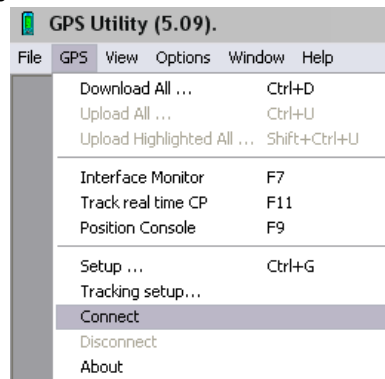 GPS Utility (5.09).
File GPS View Options Window Help
Download All ... Ctrl+D
Upload All ... Ctrl+U
Upload Highlighted All ... Shift+Ctrl+U
Interface Monitor F7
Track real time CP F11
Position Console F9
Setup ... Ctrl+G
Tracking setup...
Connect
Disconnect
About